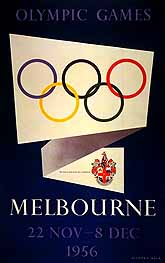 OLYMPIC GAMES
MELBOURNE
22 NOV–8 DEC
1956